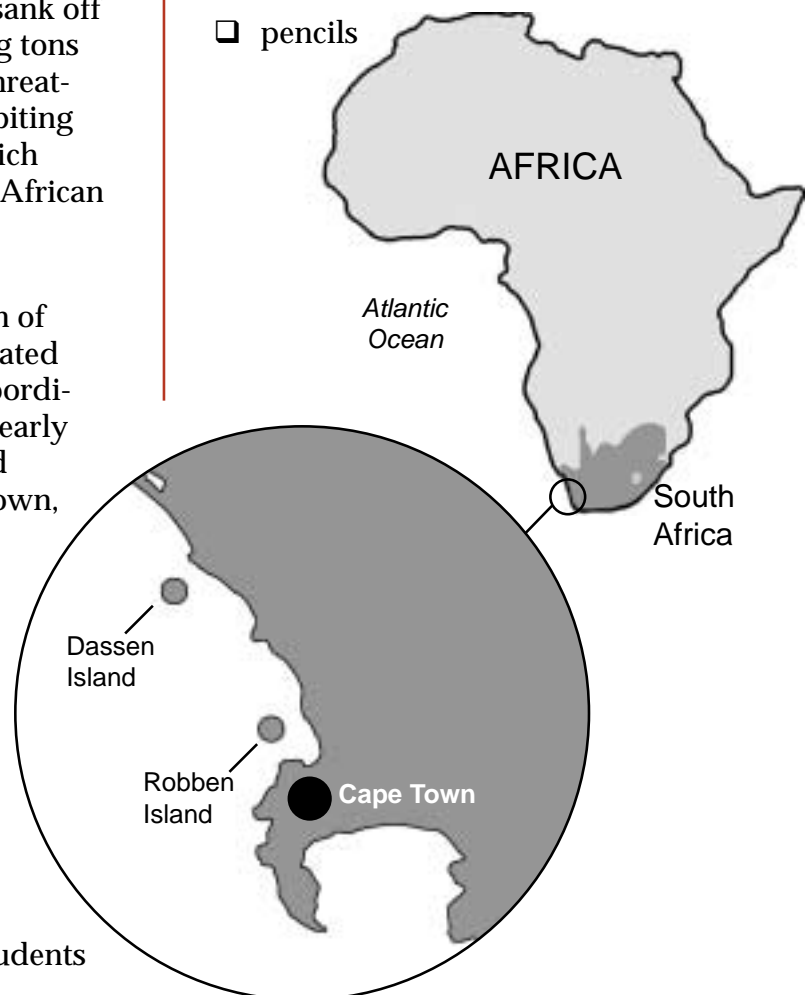 sank off
g tons
hreat-
biting
ich
African
n of
ated
oordi-
early
d
own,
udents
❑ pencils
AFRICA
Atlantic
Ocean
South
Africa
Dassen
Island
Robben
Island
Cape Town